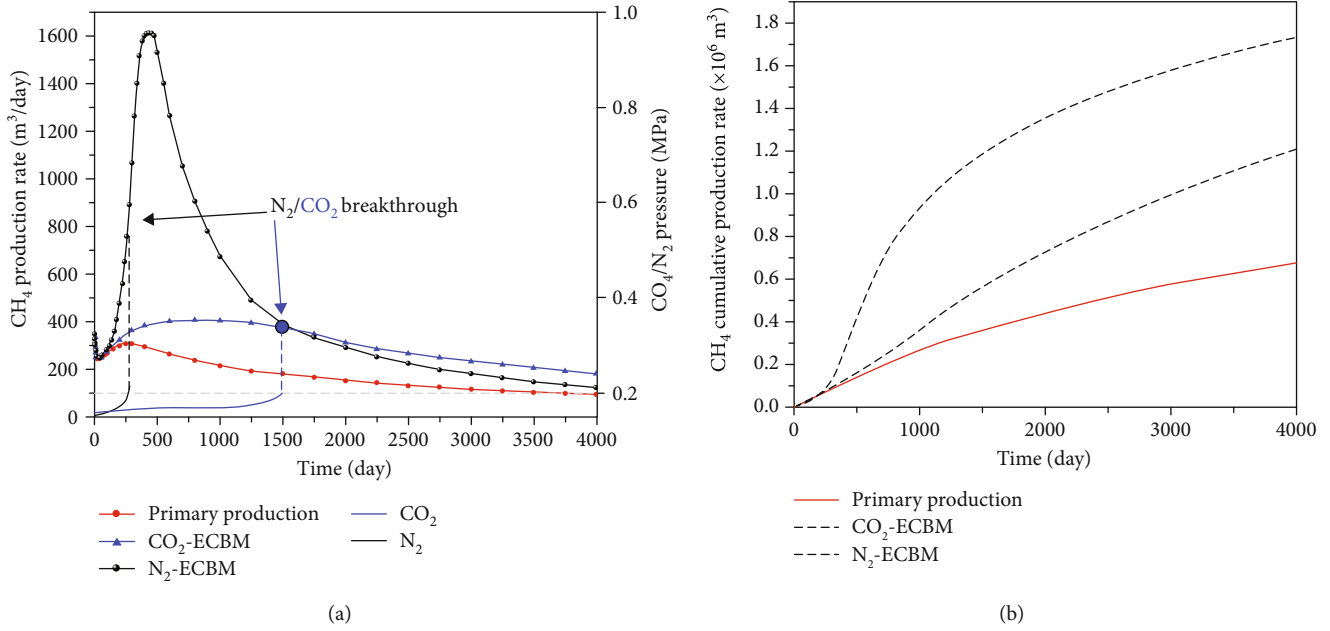 CH₄ production rate (m³/day)
1600
1400
1200
1000
800
600
400
200
0
1.0
0.8
0.6
0.4
0.2
CO₄/N₂ pressure (MPa)
N₂/CO₂ breakthrough
0 500 1000 1500 2000 2500 3000 3500 4000
Time (day)
Primary production
CO₂-ECBM
N₂-ECBM
CO₂
N₂
(a)
CH₄ cumulative production rate (×10⁶ m³)
1.8
1.6
1.4
1.2
1.0
0.8
0.6
0.4
0.2
0.0
0 1000 2000 3000 4000
Time (day)
Primary production
CO₂-ECBM
N₂-ECBM
(b)